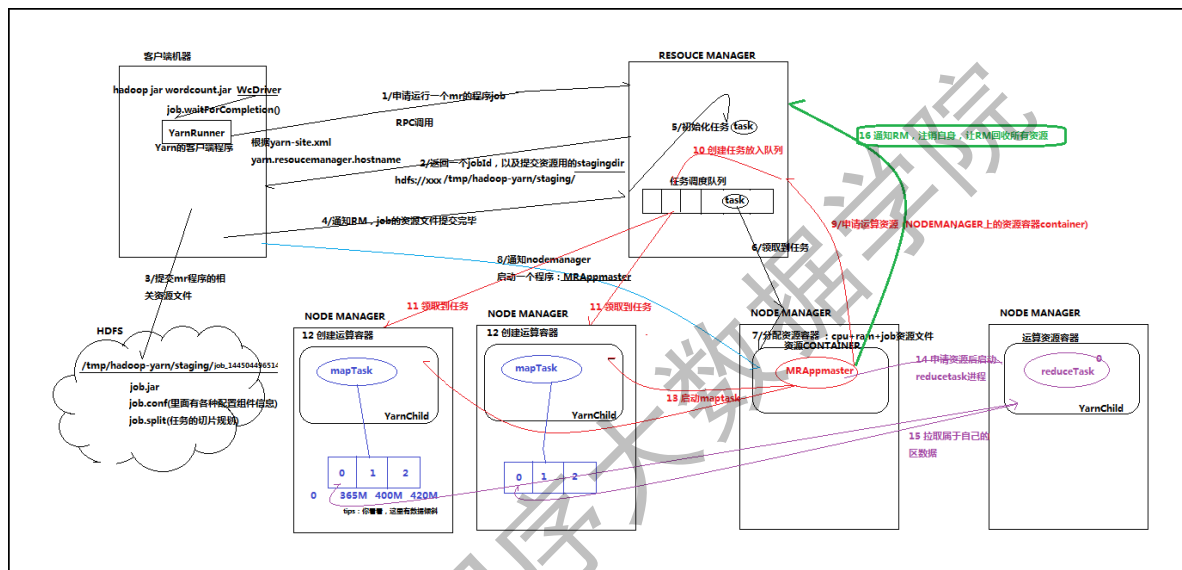 客户端机器
hadoop jar wordcount.jar WcDriver
job.waitForCompletion()
YarnRunner
Yarn的客户端程序
根据yarn-site.xml
yarn.resoucemanager.hostname
1/申请运行一个mr的程序job
RPC调用
2/返回一个jobId，以及提交资源用的stagingdir
hdfs://xxx /tmp/hadoop-yarn/staging/
4/通知RM，job的资源文件提交完毕
3/提交mr程序的相
关资源文件
RESOUCE MANAGER
5/初始化任务 task
10 创建任务放入队列
任务调度队列
task
16 通知RM，注销自身，让RM回收所有资源
9/申请运算资源（NODEMANAGER上的资源容器container)
6/领取到任务
8/通知nodemanager
启动一个程序：MRAppmaster
11 领取到任务
11 领取到任务
HDFS
/tmp/hadoop-yarn/staging/job_144504496514
job.jar
job.conf(里面有各种配置组件信息)
job.split(任务的切片规划)
NODE MANAGER
12 创建运算容器
mapTask
YarnChild
0 1 2
0 365M 400M 420M
tips：你看看，这里有数据倾斜
NODE MANAGER
12 创建运算容器
mapTask
YarnChild
0 1 2
13 启动maptask
NODE MANAGER
7/分配资源容器 ：cpu+ram+job资源文件
资源CONTAINER
MRAppmaster
14 申请资源后启动
reducetask进程
15 拉取属于自己的
区数据
NODE MANAGER
运算资源容器
0
reduceTask
YarnChild
程序大数据学院